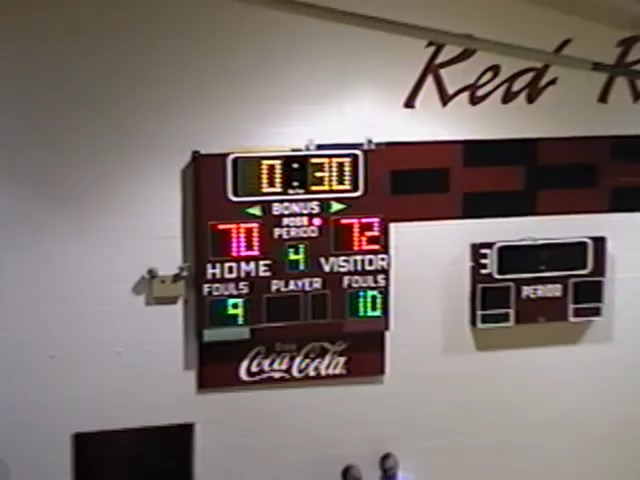 Red R
0:30
BONUS
POSS
PERIOD
70 4 72
HOME VISITOR
FOULS PLAYER FOULS
9 10
Coca-Cola
3
PERIOD